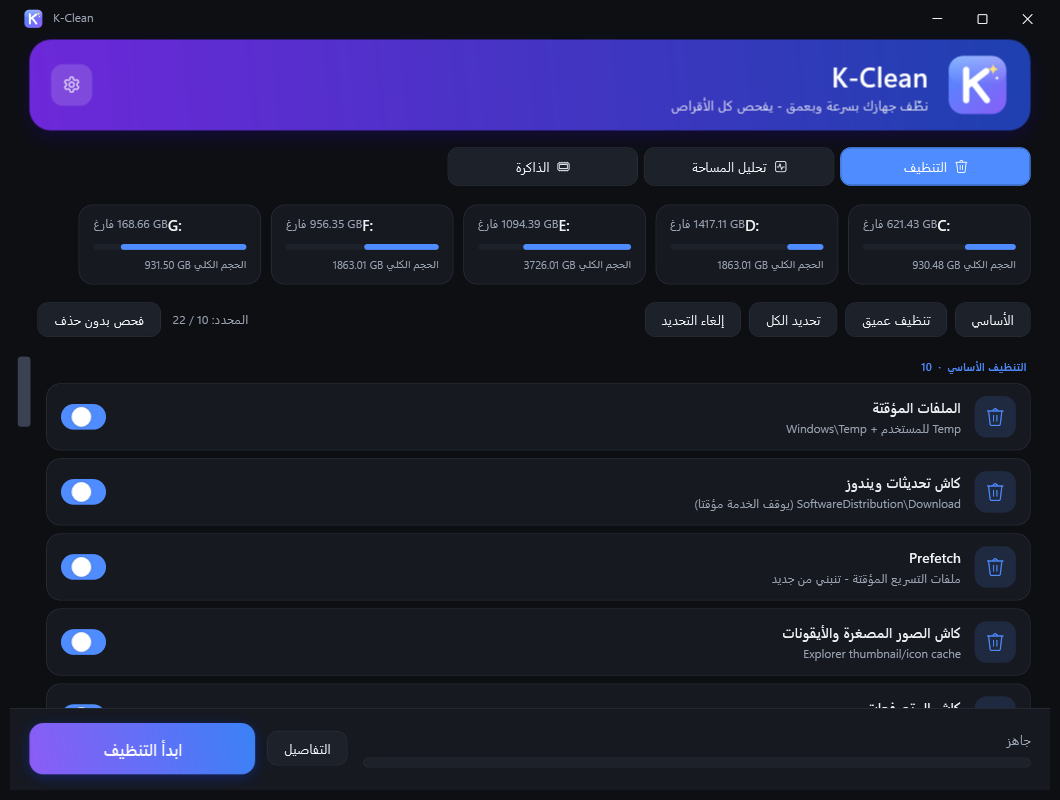 K-Clean
K-Clean
نظّف جهازك بسرعة وبعمق - يفحص كل الأقراص
التنظيف
تحليل المساحة
الذاكرة
C: 621.43 GB فارغ
الحجم الكلي 930.48 GB
D: 1417.11 GB فارغ
الحجم الكلي 1863.01 GB
E: 1094.39 GB فارغ
الحجم الكلي 3726.01 GB
F: 956.35 GB فارغ
الحجم الكلي 1863.01 GB
G: 168.66 GB فارغ
الحجم الكلي 931.50 GB
الأساسي
تنظيف عميق
تحديد الكل
إلغاء التحديد
المحدد: 10 / 22
فحص بدون حذف
التنظيف الأساسي · 10
الملفات المؤقتة
Temp للمستخدم + Windows\Temp
كاش تحديثات ويندوز
SoftwareDistribution\Download (يوقف الخدمة مؤقتا)
Prefetch
ملفات التسريع المؤقتة - تنبني من جديد
كاش الصور المصغرة والأيقونات
Explorer thumbnail/icon cache
كاش المتصفحات
جاهز
التفاصيل
ابدأ التنظيف